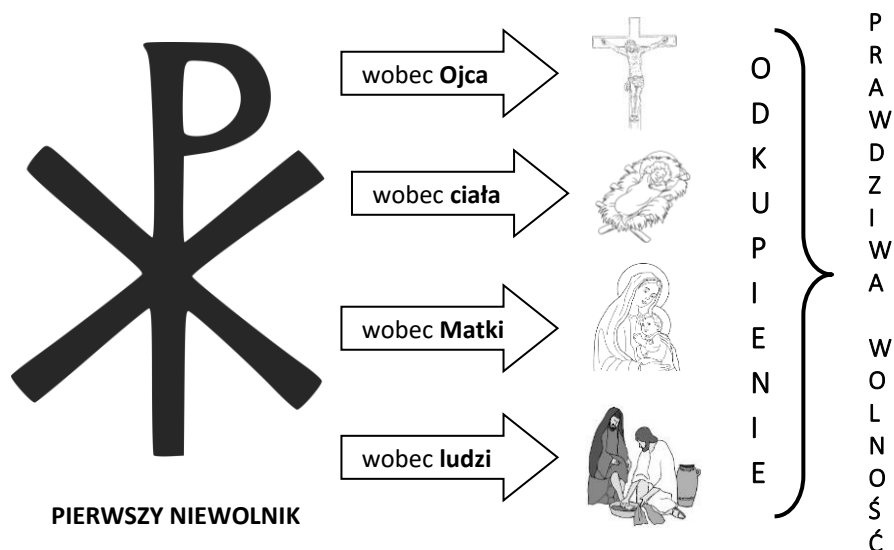 wobec Ojca
wobec ciała
wobec Matki
wobec ludzi
PIERWSZY NIEWOLNIK
ODKUPIENIE
PRAWDZIWA WOLNOŚĆ